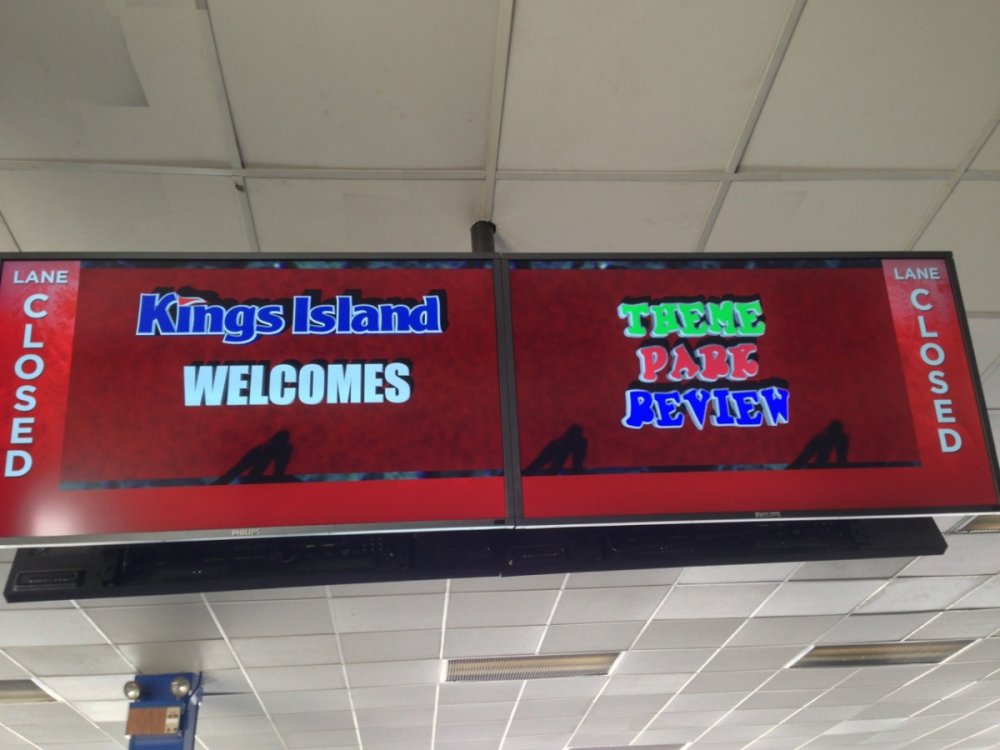 LANE
CLOSED
Kings Island
WELCOMES
PHILIPS
THEME
PARK
REVIEW
PHILIPS
LANE
CLOSED